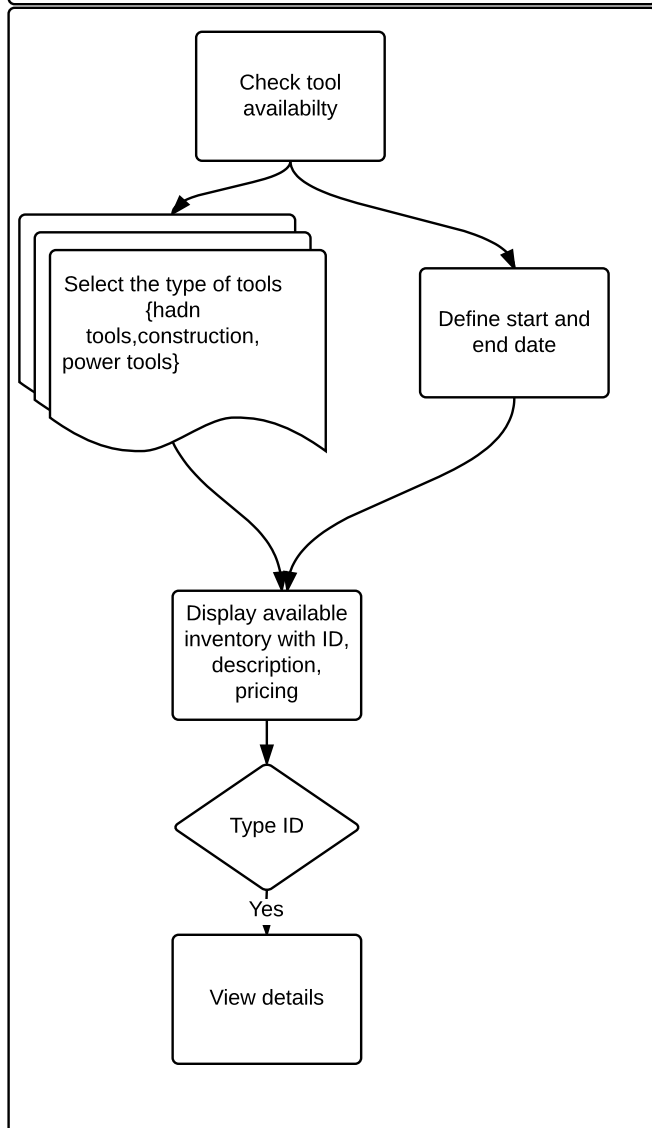 Check tool
availabilty
Select the type of tools
{hadn
tools,construction,
power tools}
Define start and
end date
Display available
inventory with ID,
description,
pricing
Type ID
Yes
View details